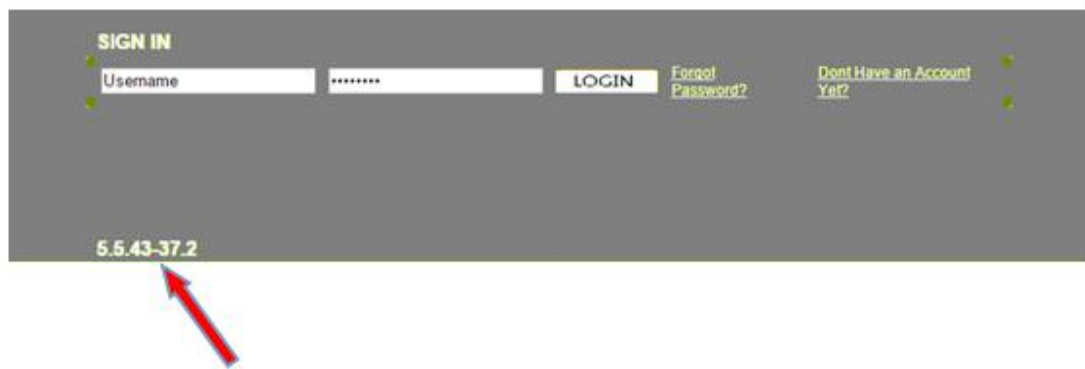 SIGN IN
Username
••••••••
LOGIN
Forgot
Password?
Dont Have an Account
Yet?
5.5.43-37.2